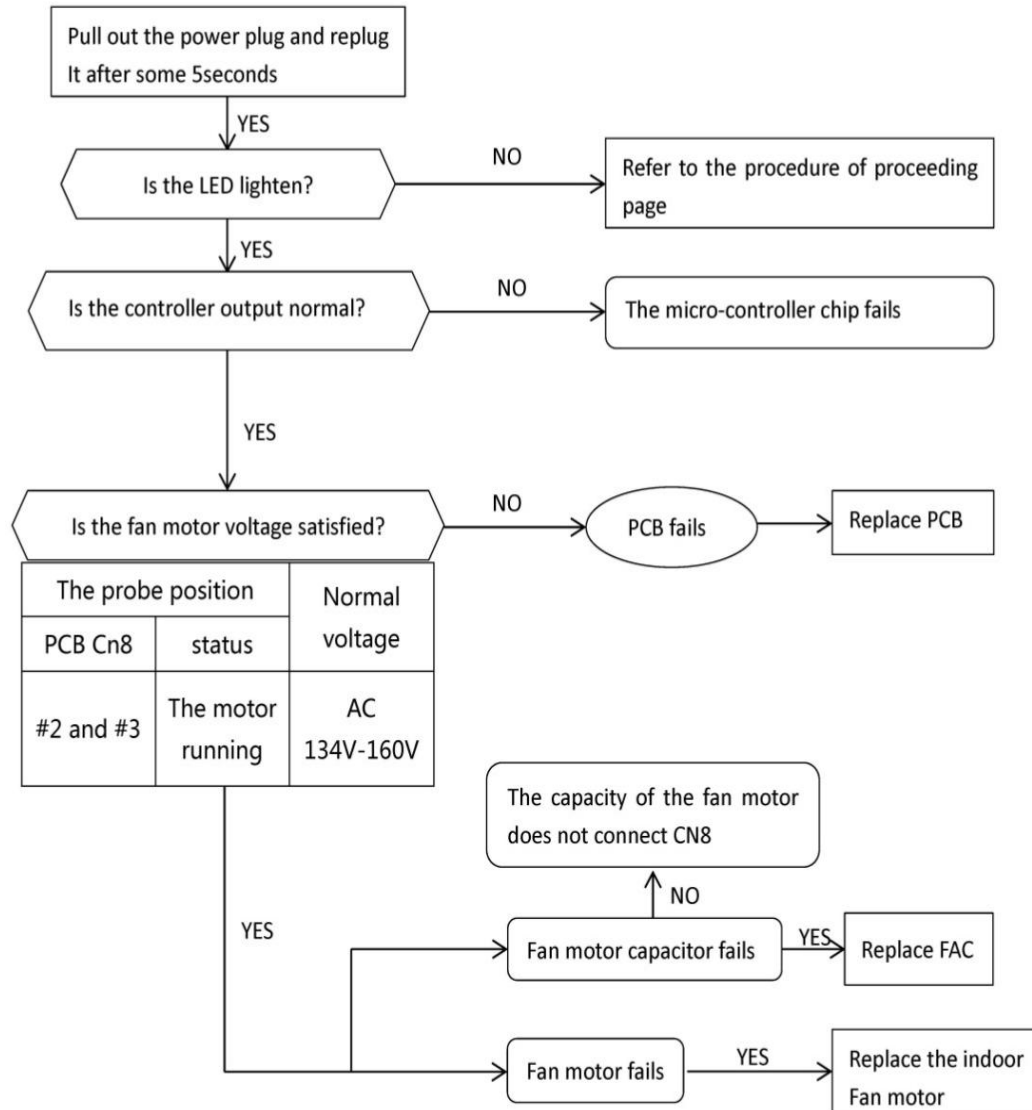 Pull out the power plug and replug
It after some 5seconds
YES
NO
Is the LED lighten?
Refer to the procedure of proceeding
page
YES
NO
Is the controller output normal?
The micro-controller chip fails
YES
NO
Is the fan motor voltage satisfied?
PCB fails
Replace PCB
The probe position
Normal
voltage
PCB Cn8
status
#2 and #3
The motor
running
AC
134V-160V
The capacity of the fan motor
does not connect CN8
NO
YES
Fan motor capacitor fails
YES
Replace FAC
Fan motor fails
YES
Replace the indoor
Fan motor